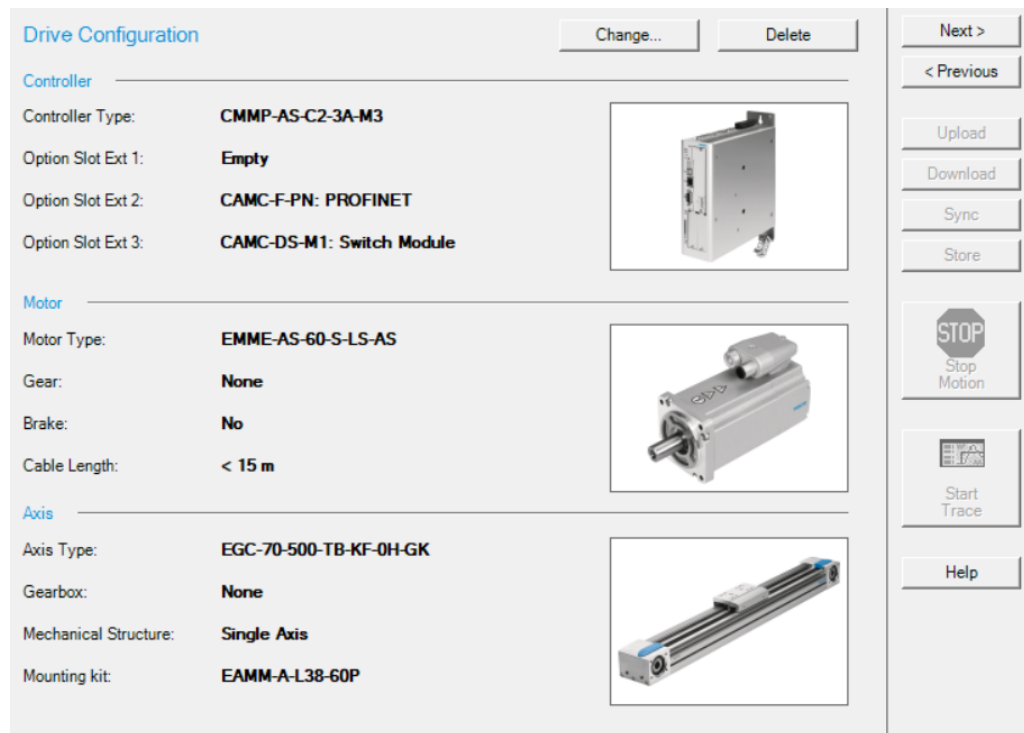 Drive Configuration
Change...
Delete
Controller
Controller Type: CMMP-AS-C2-3A-M3
Option Slot Ext 1: Empty
Option Slot Ext 2: CAMC-F-PN: PROFINET
Option Slot Ext 3: CAMC-DS-M1: Switch Module
Motor
Motor Type: EMME-AS-60-S-LS-AS
Gear: None
Brake: No
Cable Length: < 15 m
Axis
Axis Type: EGC-70-500-TB-KF-0H-GK
Gearbox: None
Mechanical Structure: Single Axis
Mounting kit: EAMM-A-L38-60P
Next >
< Previous
Upload
Download
Sync
Store
STOP
Stop
Motion
Start
Trace
Help